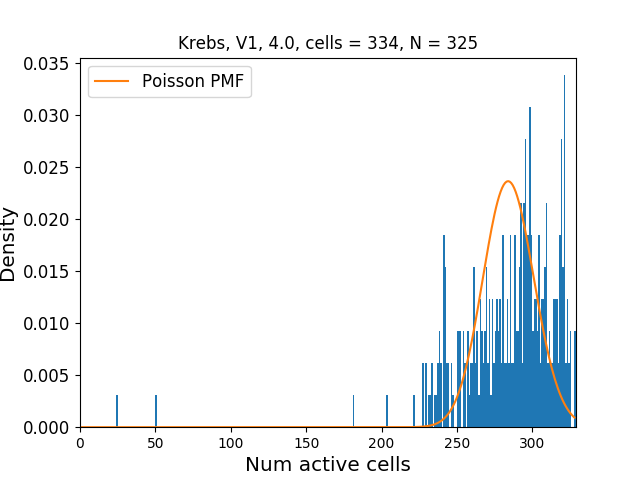 Krebs, V1, 4.0, cells = 334, N = 325
Poisson PMF
Density
0.035
0.030
0.025
0.020
0.015
0.010
0.005
0.000
0 50 100 150 200 250 300
Num active cells